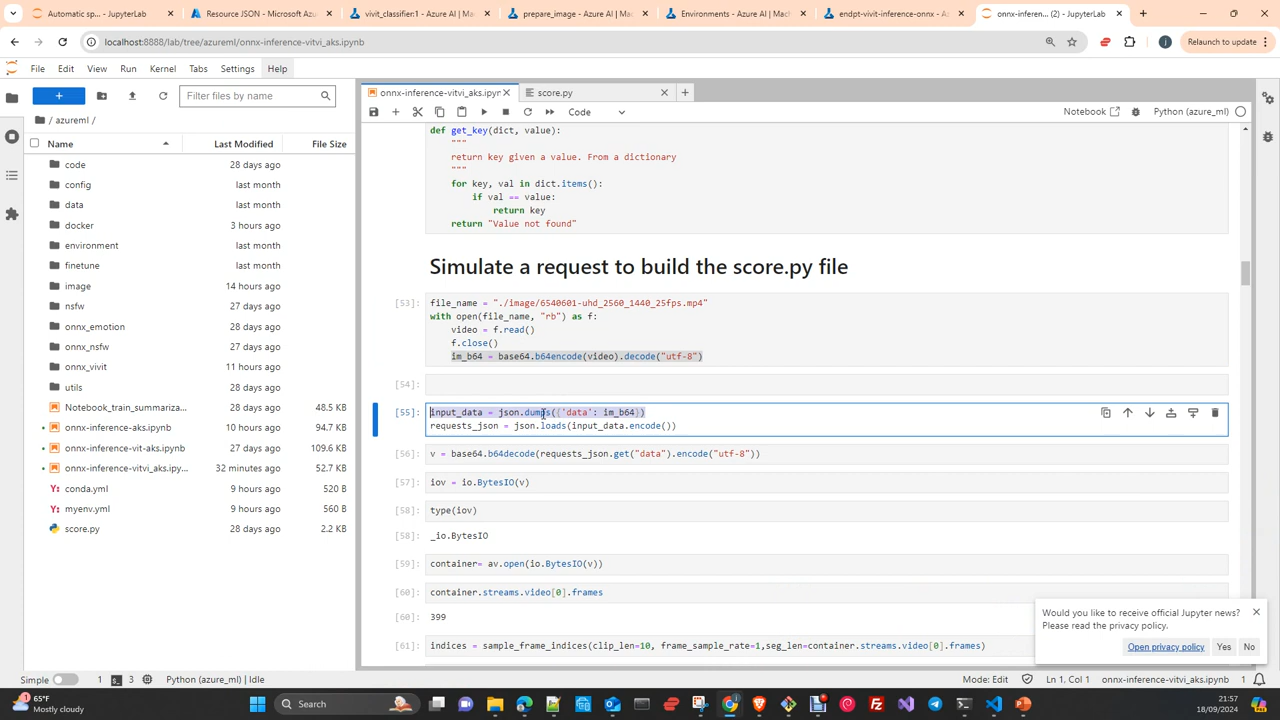 Automatic sp... - JupyterLab
Resource JSON - Microsoft Azu
vivit_classifier:1 - Azure AI | Ma
prepare_image - Azure AI | Mac
Environments - Azure AI | Mach
endpt-vivit-inference-onnx - Az
onnx-inferen... (2) - JupyterLab
localhost:8888/lab/tree/azureml/onnx-inference-vitvi_aks.ipynb
Relaunch to update
File Edit View Run Kernel Tabs Settings Help
onnx-inference-vitvi_aks.ipyn
score.py
Filter files by name
Code
Notebook
Python (azure_ml)
/ azureml /
Name Last Modified File Size
code 28 days ago
config last month
data last month
docker 3 hours ago
environment last month
finetune last month
image 14 hours ago
nsfw 27 days ago
onnx_emotion 28 days ago
onnx_nsfw 27 days ago
onnx_vivit 11 hours ago
utils 27 days ago
Notebook_train_summariza... 28 days ago 48.5 KB
onnx-inference-aks.ipynb 10 hours ago 94.7 KB
onnx-inference-vit-aks.ipynb 27 days ago 109.6 KB
onnx-inference-vitvi_aks.ipy... 32 minutes ago 52.7 KB
conda.yml 9 hours ago 520 B
myenv.yml 9 hours ago 560 B
score.py 28 days ago 2.2 KB
def get_key(dict, value):
"""
return key given a value. From a dictionary
"""
for key, val in dict.items():
if val == value:
return key
return "Value not found"
Simulate a request to build the score.py file
[53]: file_name = "./image/6540601-uhd_2560_1440_25fps.mp4"
with open(file_name, "rb") as f:
video = f.read()
f.close()
im_b64 = base64.b64encode(video).decode("utf-8")
[54]:
[55]: input_data = json.dumps({'data': im_b64})
requests_json = json.loads(input_data.encode())
[56]: v = base64.b64decode(requests_json.get("data").encode("utf-8"))
[57]: iov = io.BytesIO(v)
[58]: type(iov)
[58]: _io.BytesIO
[59]: container= av.open(io.BytesIO(v))
[60]: container.streams.video[0].frames
[60]: 399
[61]: indices = sample_frame_indices(clip_len=10, frame_sample_rate=1,seg_len=container.streams.video[0].frames)
Would you like to receive official Jupyter news?
Please read the privacy policy.
Open privacy policy Yes No
Simple 1 3 Python (azure_ml) | Idle
Mode: Edit Ln 1, Col 1 onnx-inference-vitvi_aks.ipynb 1
65°F
Mostly cloudy
Search
21:57
18/09/2024